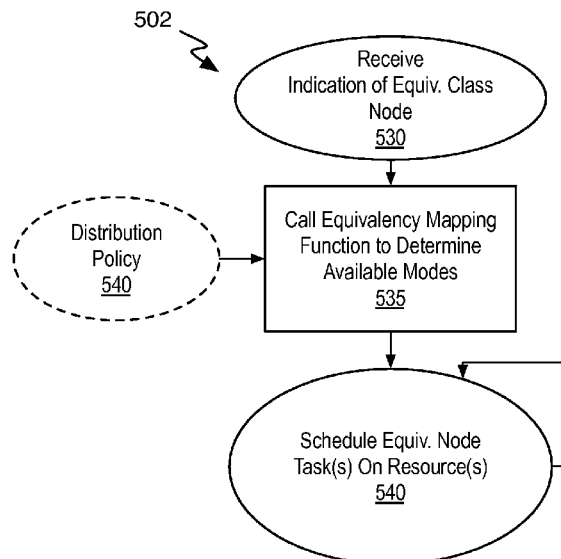 502
Receive
Indication of Equiv. Class
Node
530
Call Equivalency Mapping
Function to Determine
Available Modes
535
Distribution
Policy
540
Schedule Equiv. Node
Task(s) On Resource(s)
540